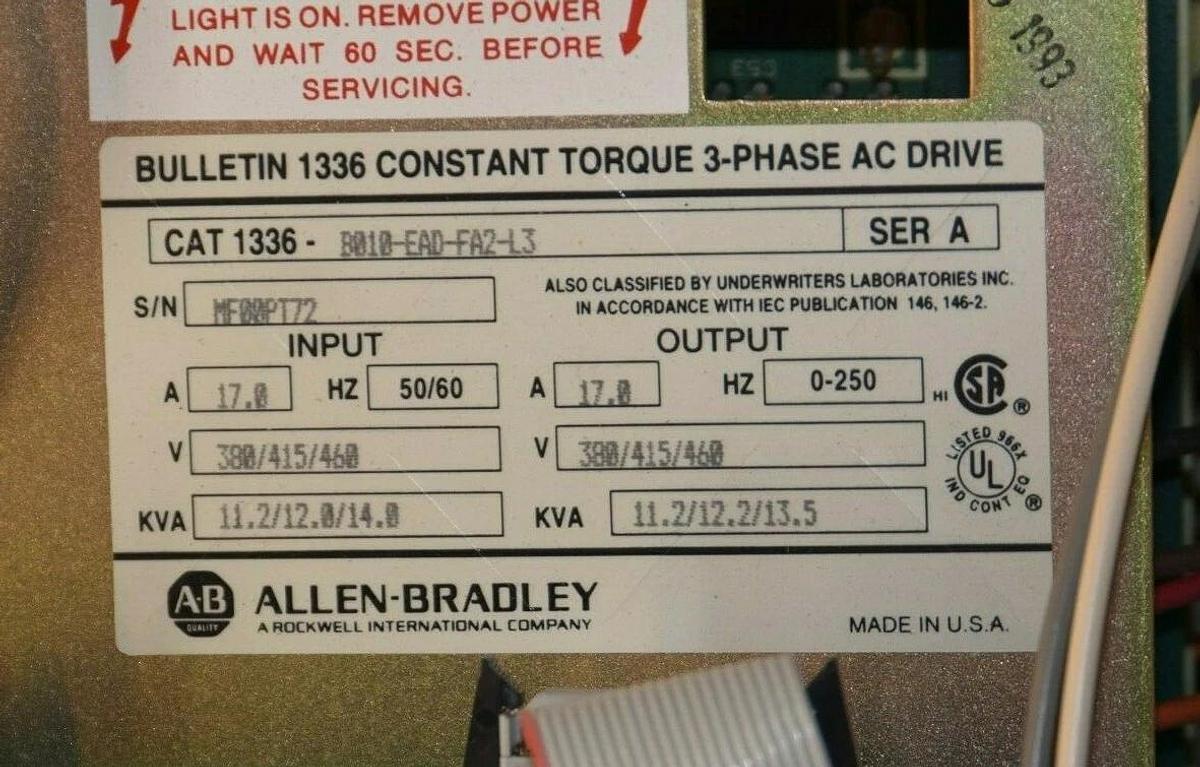 LIGHT IS ON. REMOVE POWER
AND WAIT 60 SEC. BEFORE
SERVICING.
1993
BULLETIN 1336 CONSTANT TORQUE 3-PHASE AC DRIVE
CAT 1336 - B010-EAD-FA2-L3 SER A
S/N MF00PT72
ALSO CLASSIFIED BY UNDERWRITERS LABORATORIES INC.
IN ACCORDANCE WITH IEC PUBLICATION 146, 146-2.
INPUT OUTPUT
A 17.0 HZ 50/60 A 17.0 HZ 0-250
HI SA ®
V 380/415/460 V 380/415/460
LISTED 966X
UL
IND CONT EQ ®
KVA 11.2/12.0/14.0 KVA 11.2/12.2/13.5
A-B
QUALITY
ALLEN-BRADLEY
A ROCKWELL INTERNATIONAL COMPANY
MADE IN U.S.A.